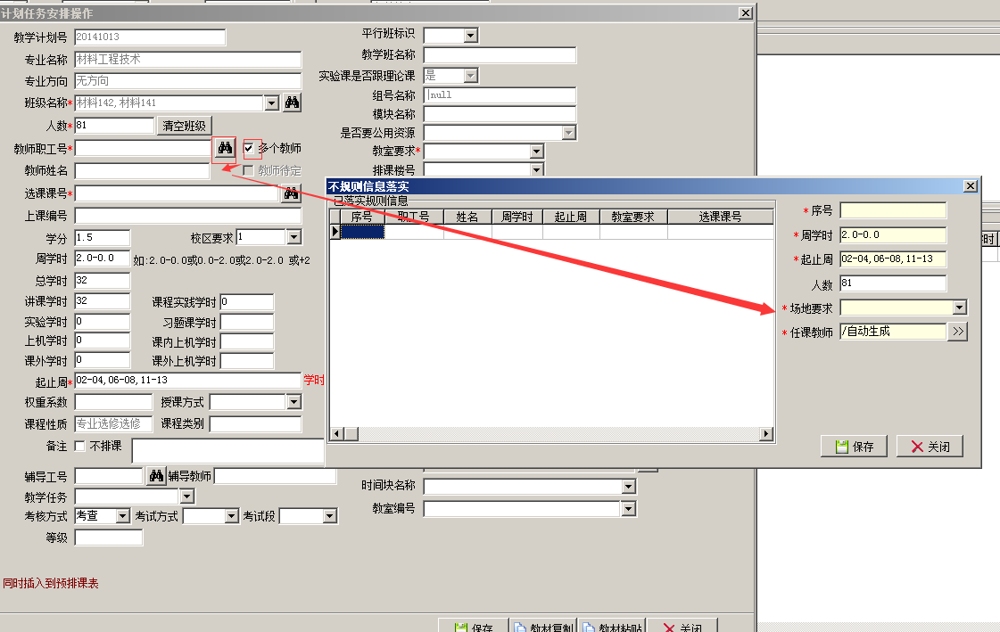 计划任务安排操作
教学计划号 20141013
专业名称 材料工程技术
专业方向 无方向
班级名称* 材料142,材料141
人数* 81 清空班级
教师职工号* 多个教师
教师姓名 教师待定
选课课号*
上课编号
学分 1.5 校区要求 1
周学时 2.0-0.0 如:2.0-0.0或0.0-2.0或2.0-2.0 或+2
总学时 32
讲课学时 32 课程实践学时 0
实验学时 0 习题课学时
上机学时 0 课内上机学时
课外学时 0 课外上机学时
起止周* 02-04,06-08,11-13 学时
权重系数 授课方式
课程性质 专业选修选修 课程类别
备注 不排课
辅导工号 辅导教师
教学任务
考核方式 考查 考试方式 考试段
等级
同时插入到预排课表
平行班标识
教学班名称
实验课是否跟理论课 是
组号名称 null
模块名称
是否要公用资源
教室要求*
排课楼号
时间块名称
教室编号
保存 教材复制 教材粘贴 关闭
不规则信息落实
已落实规则信息
序号 职工号 姓名 周学时 起止周 教室要求 选课课号
*序号
*周学时 2.0-0.0
*起止周 02-04,06-08,11-13
人数 81
*场地要求
*任课教师 /自动生成 >>
保存 关闭
时